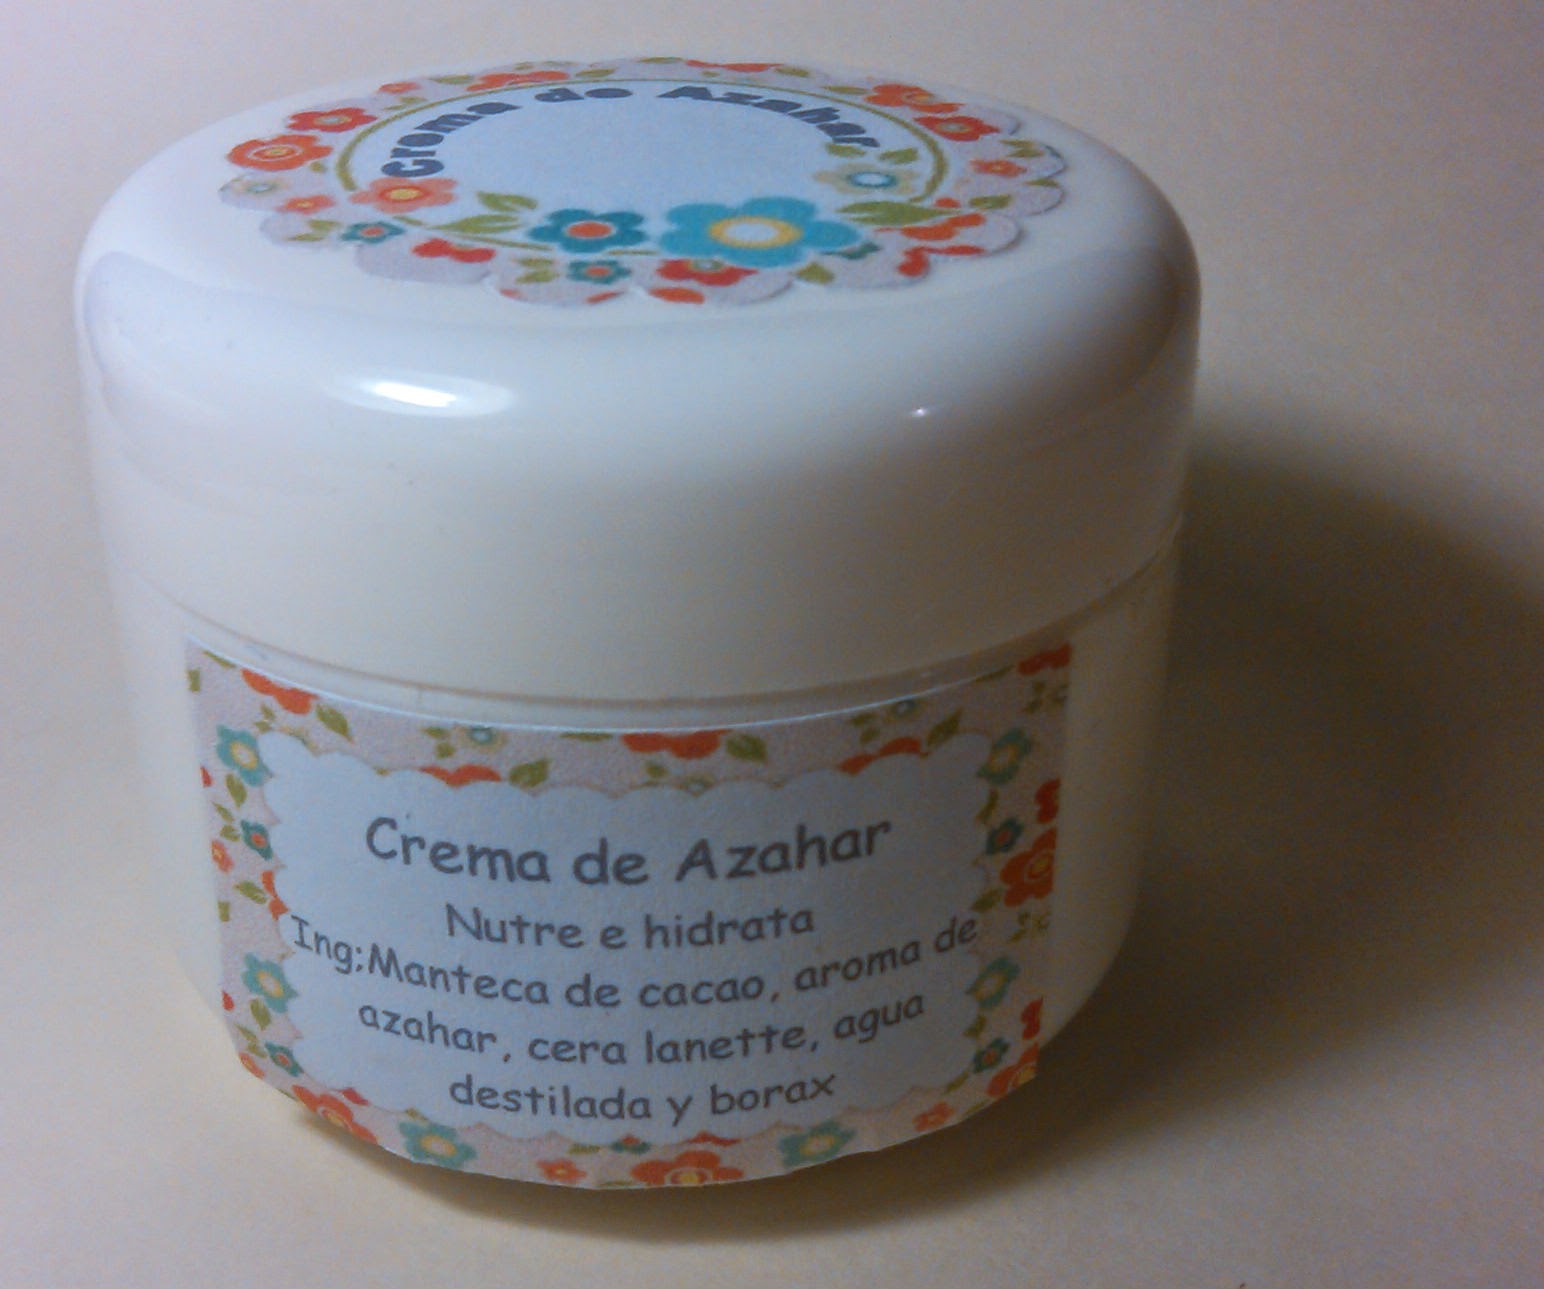 Crema de Azahar
Crema de Azahar
Nutre e hidrata
Ing:Manteca de cacao, aroma de
azahar, cera lanette, agua
destilada y borax